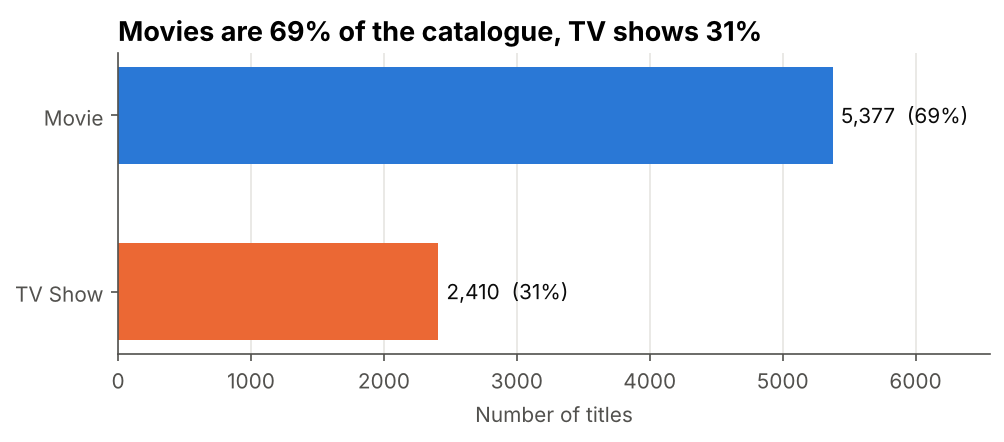 Movies are 69% of the catalogue, TV shows 31%
Movie
5,377 (69%)
TV Show
2,410 (31%)
0 1000 2000 3000 4000 5000 6000
Number of titles